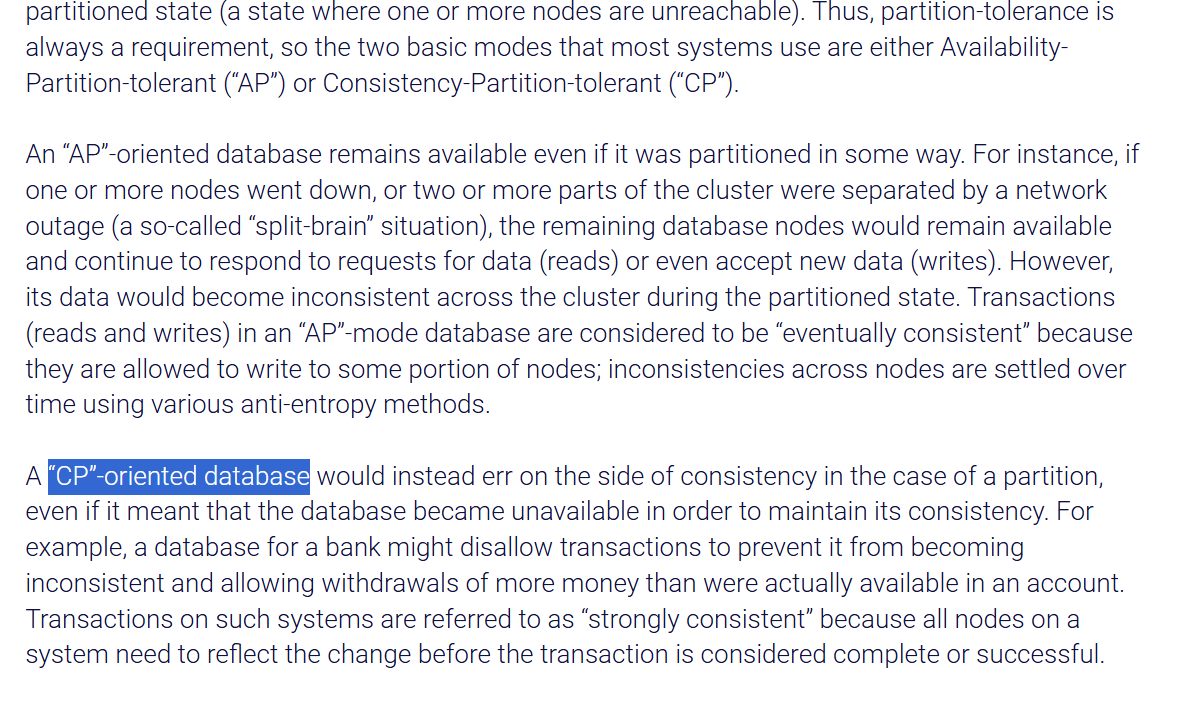 partitioned state (a state where one or more nodes are unreachable). Thus, partition-tolerance is
always a requirement, so the two basic modes that most systems use are either Availability-
Partition-tolerant (“AP”) or Consistency-Partition-tolerant (“CP”).
An “AP”-oriented database remains available even if it was partitioned in some way. For instance, if
one or more nodes went down, or two or more parts of the cluster were separated by a network
outage (a so-called “split-brain” situation), the remaining database nodes would remain available
and continue to respond to requests for data (reads) or even accept new data (writes). However,
its data would become inconsistent across the cluster during the partitioned state. Transactions
(reads and writes) in an “AP”-mode database are considered to be “eventually consistent” because
they are allowed to write to some portion of nodes; inconsistencies across nodes are settled over
time using various anti-entropy methods.
A “CP”-oriented database would instead err on the side of consistency in the case of a partition,
even if it meant that the database became unavailable in order to maintain its consistency. For
example, a database for a bank might disallow transactions to prevent it from becoming
inconsistent and allowing withdrawals of more money than were actually available in an account.
Transactions on such systems are referred to as “strongly consistent” because all nodes on a
system need to reflect the change before the transaction is considered complete or successful.